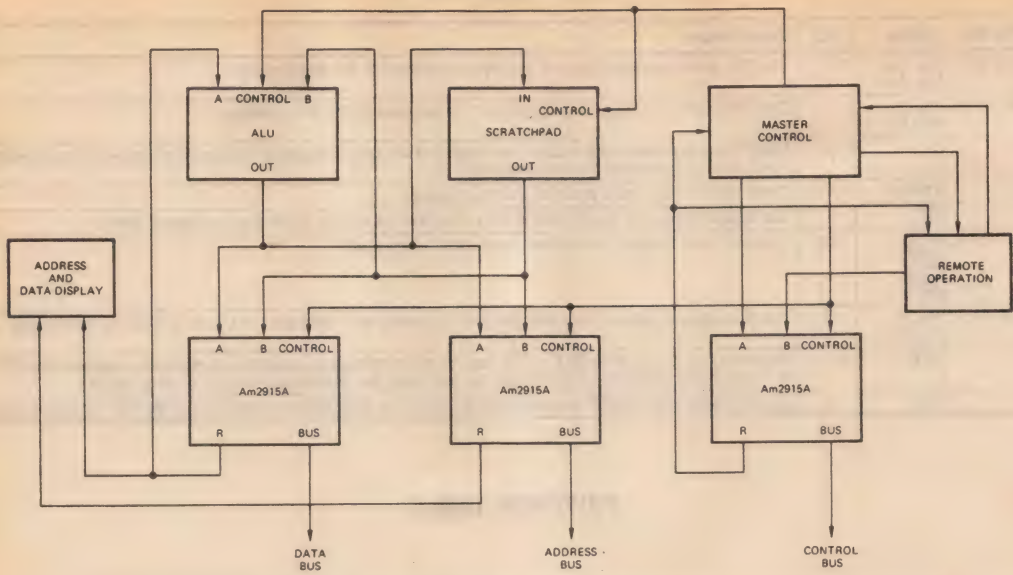 A CONTROL B
ALU
OUT
IN
CONTROL
SCRATCHPAD
OUT
MASTER
CONTROL
ADDRESS
AND
DATA DISPLAY
REMOTE
OPERATION
A B CONTROL
Am2915A
R BUS
A B CONTROL
Am2915A
R BUS
A B CONTROL
Am2915A
R BUS
DATA
BUS
ADDRESS
BUS
CONTROL
BUS